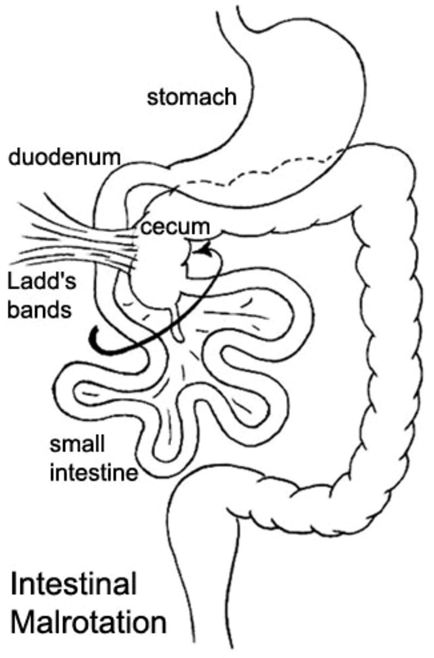 stomach
duodenum
cecum
Ladd's
bands
small
intestine
Intestinal
Malrotation